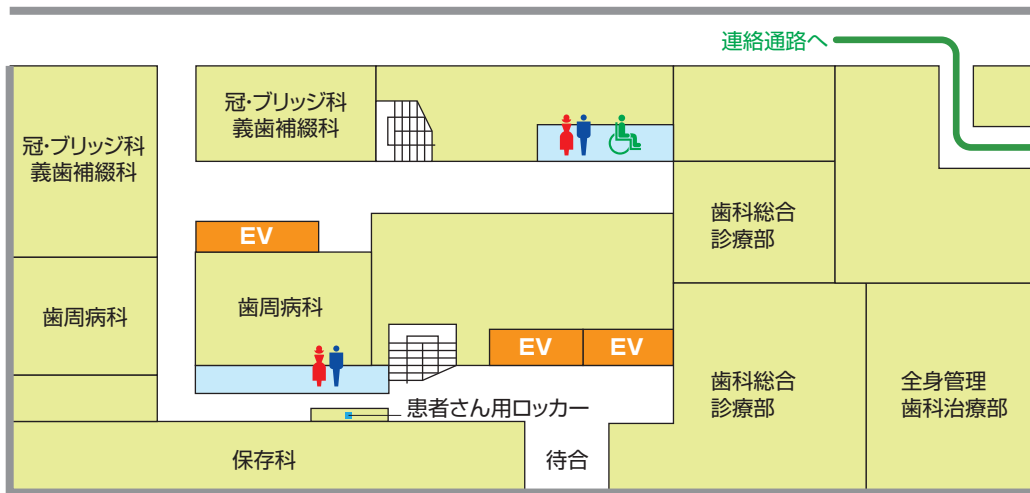 連絡通路へ
冠・ブリッジ科
義歯補綴科
冠・ブリッジ科
義歯補綴科
歯科総合
診療部
EV
歯周病科
歯周病科
EV
EV
歯科総合
診療部
全身管理
歯科治療部
患者さん用ロッカー
保存科
待合